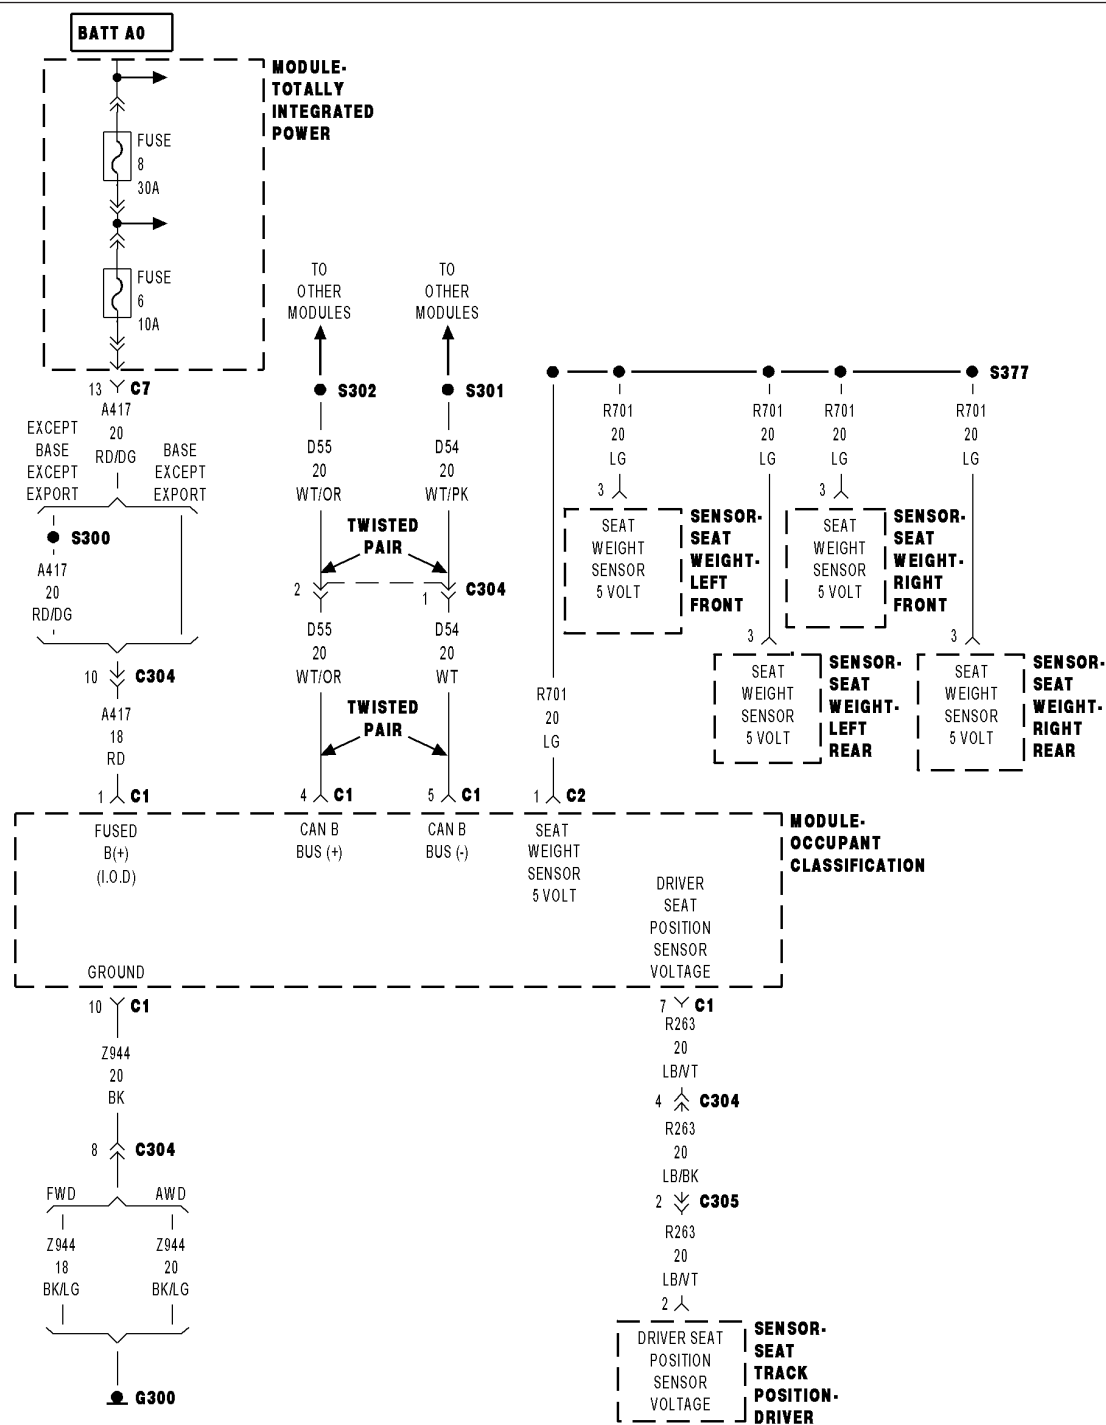 BATT A0
MODULE-
TOTALLY
INTEGRATED
POWER
FUSE
8
30A
FUSE
6
10A
13 C7
A417
20
RD/DG
EXCEPT
BASE
EXCEPT
EXPORT
BASE
EXCEPT
EXPORT
S300
A417
20
RD/DG
10 C304
A417
18
RD
1 C1
TO
OTHER
MODULES
S302
D55
20
WT/OR
TO
OTHER
MODULES
S301
D54
20
WT/PK
TWISTED
PAIR
2
1
C304
D55
20
WT/OR
D54
20
WT
TWISTED
PAIR
4 C1
5 C1
S377
R701
20
LG
R701
20
LG
R701
20
LG
R701
20
LG
3
SEAT
WEIGHT
SENSOR
5 VOLT
SENSOR-
SEAT
WEIGHT-
LEFT
FRONT
3
SEAT
WEIGHT
SENSOR
5 VOLT
SENSOR-
SEAT
WEIGHT-
RIGHT
FRONT
3
SEAT
WEIGHT
SENSOR
5 VOLT
SENSOR-
SEAT
WEIGHT-
LEFT
REAR
3
SEAT
WEIGHT
SENSOR
5 VOLT
SENSOR-
SEAT
WEIGHT-
RIGHT
REAR
R701
20
LG
1 C2
FUSED
B(+)
(I.O.D)
CAN B
BUS (+)
CAN B
BUS (-)
SEAT
WEIGHT
SENSOR
5 VOLT
MODULE-
OCCUPANT
CLASSIFICATION
DRIVER
SEAT
POSITION
SENSOR
VOLTAGE
GROUND
10 C1
Z944
20
BK
8 C304
FWD
AWD
Z944
18
BK/LG
Z944
20
BK/LG
G300
7 C1
R263
20
LB/VT
4 C304
R263
20
LB/BK
2 C305
R263
20
LB/VT
2
DRIVER SEAT
POSITION
SENSOR
VOLTAGE
SENSOR-
SEAT
TRACK
POSITION-
DRIVER